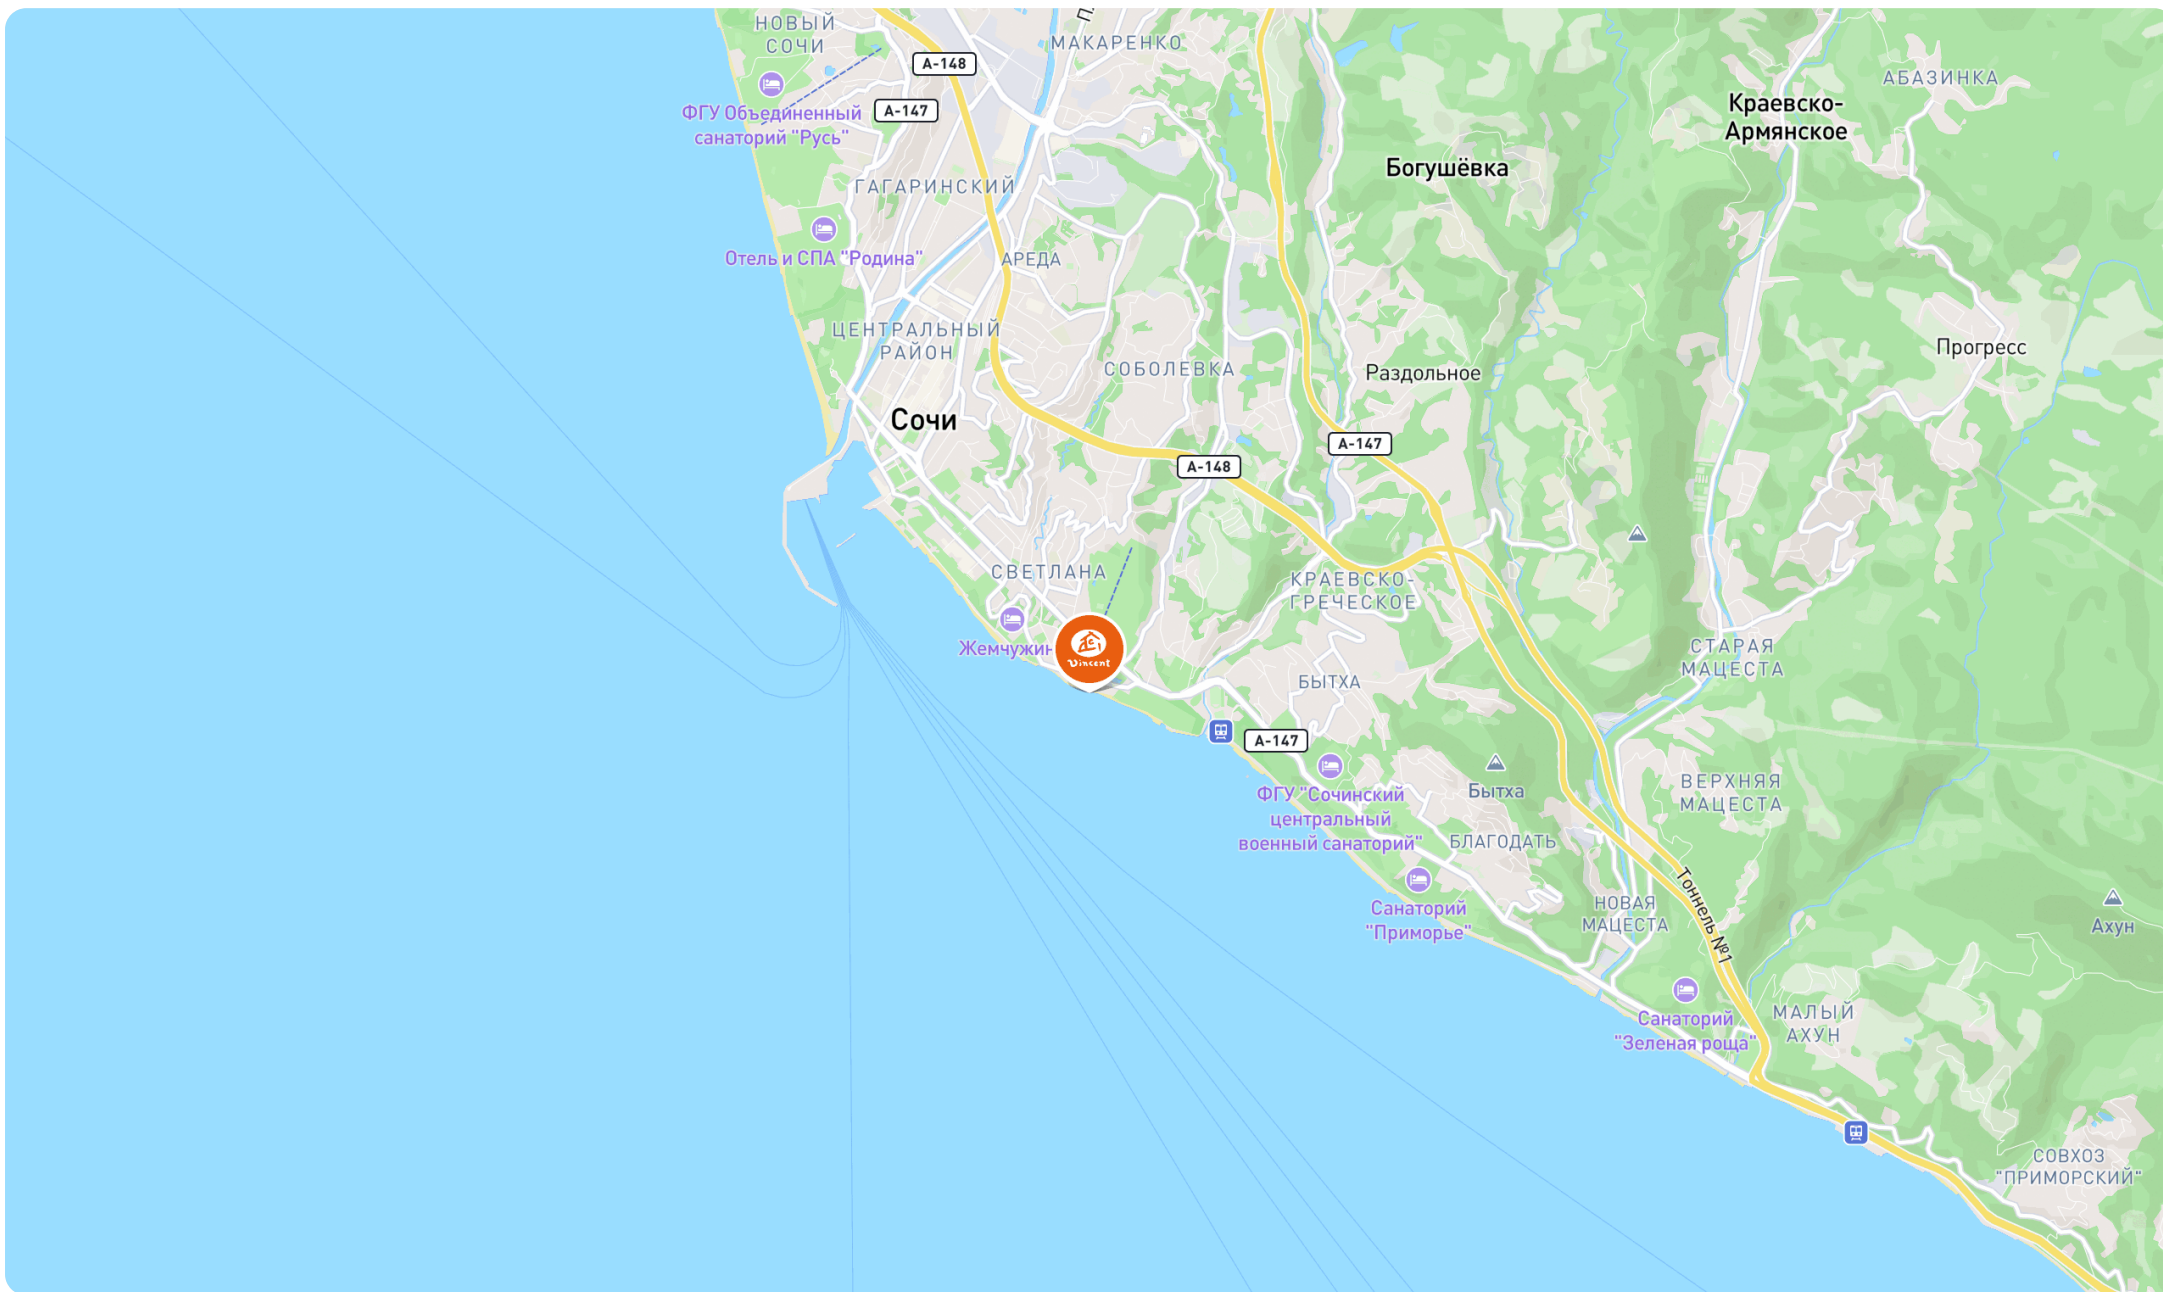 НОВЫЙ
СОЧИ
МАКАРЕНКО
А-148
А-147
ФГУ Объединенный
санаторий "Русь"
АБАЗИНКА
Краевско-
Армянское
Богушёвка
ГАГАРИНСКИЙ
Отель и СПА "Родина"
АРЕДА
ЦЕНТРАЛЬНЫЙ
РАЙОН
СОБОЛЕВКА
Раздольное
Прогресс
Сочи
А-147
А-148
СВЕТЛАНА
КРАЕВСКО-
ГРЕЧЕСКОЕ
Жемчужин
Vincent
БЫТХА
СТАРАЯ
МАЦЕСТА
А-147
ФГУ "Сочинский
центральный
военный санаторий"
Бытха
ВЕРХНЯЯ
МАЦЕСТА
БЛАГОДАТЬ
Тоннель №1
Санаторий
"Приморье"
НОВАЯ
МАЦЕСТА
Ахун
Санаторий
"Зеленая роща"
МАЛЫЙ
АХУН
СОВХОЗ
"ПРИМОРСКИЙ"